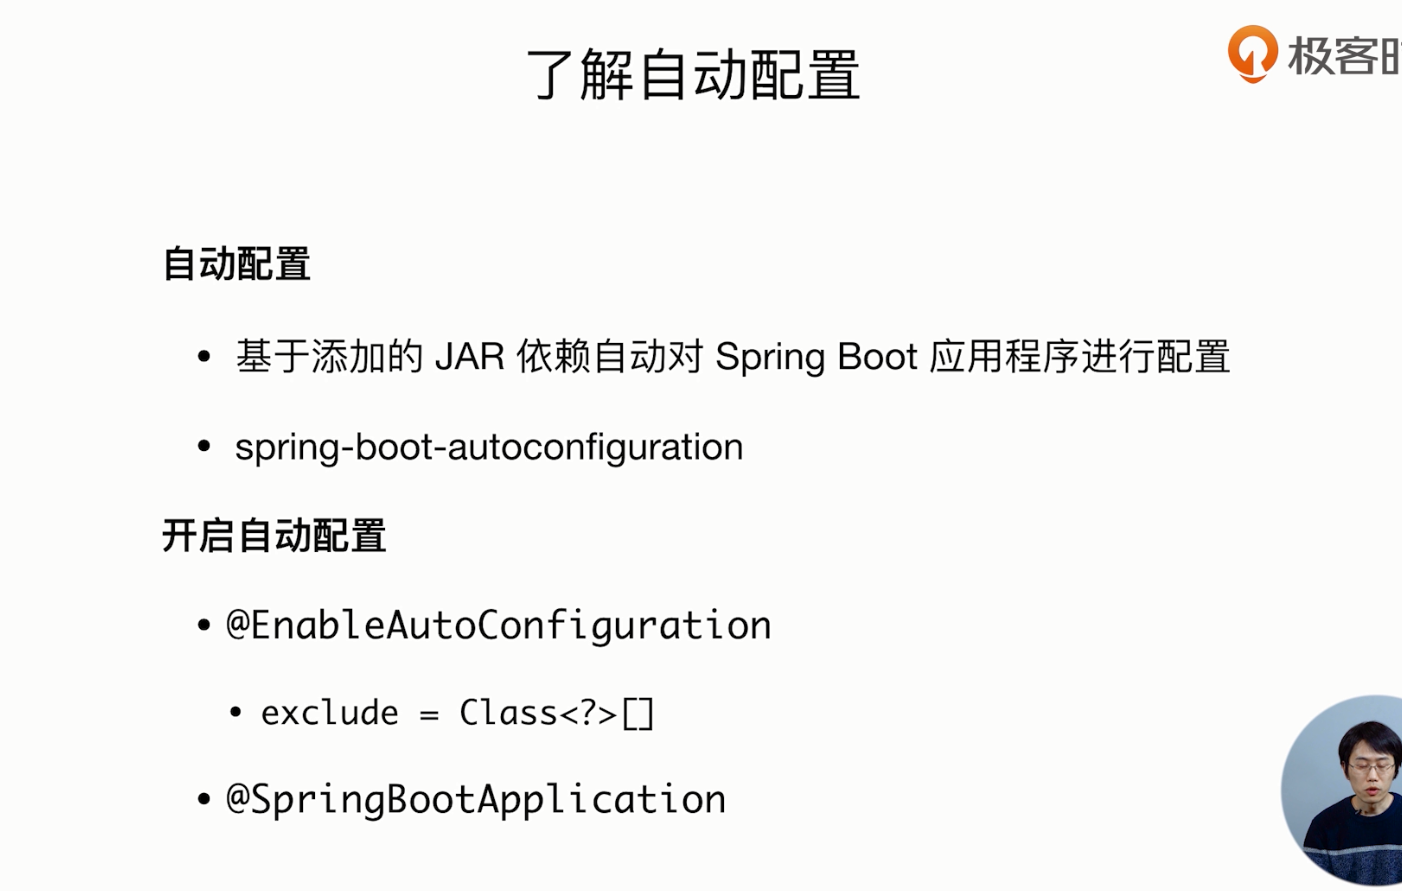 了解自动配置
极客时
自动配置
• 基于添加的 JAR 依赖自动对 Spring Boot 应用程序进行配置
• spring-boot-autoconfiguration
开启自动配置
• @EnableAutoConfiguration
• exclude = Class<?>[]
• @SpringBootApplication